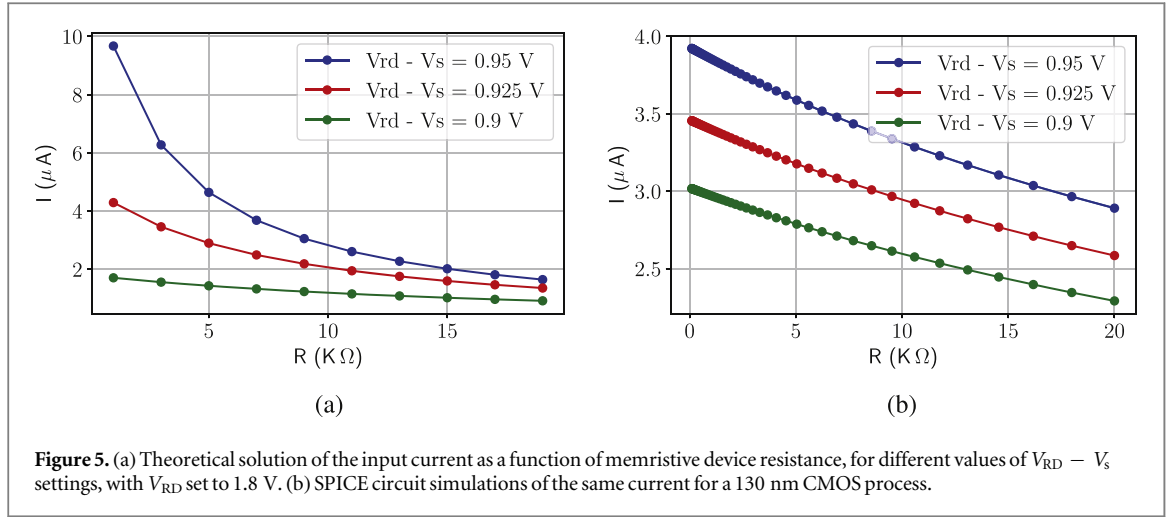 10
8
6
4
2
I (μA)
5
10
15
R (KΩ)
Vrd - Vs = 0.95 V
Vrd - Vs = 0.925 V
Vrd - Vs = 0.9 V
(a)
4.0
3.5
3.0
2.5
I (μA)
0
5
10
15
20
R (KΩ)
Vrd - Vs = 0.95 V
Vrd - Vs = 0.925 V
Vrd - Vs = 0.9 V
(b)
Figure 5. (a) Theoretical solution of the input current as a function of memristive device resistance, for different values of V_RD − V_s
settings, with V_RD set to 1.8 V. (b) SPICE circuit simulations of the same current for a 130 nm CMOS process.